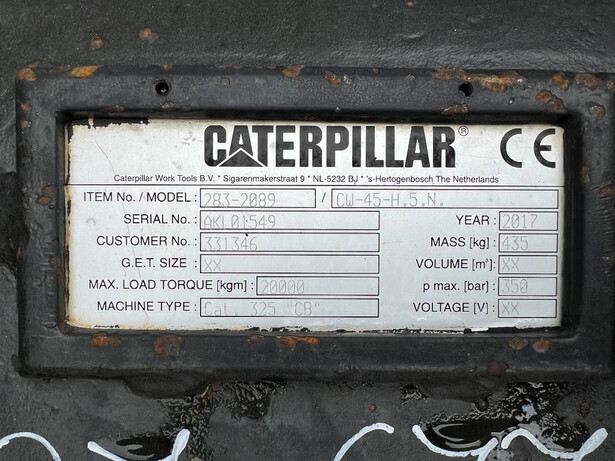 CATERPILLAR® CE
Caterpillar Work Tools B.V. * Sigarenmakerstraat 9 * NL-5232 BJ * 's-Hertogenbosch The Netherlands
ITEM No. / MODEL : 283-2089 / CW-45-H.5.N.
SERIAL No. : AKL01549 YEAR : 2017
CUSTOMER No. : 331346 MASS [kg] : 435
G.E.T. SIZE : XX VOLUME [m³] : XX
MAX. LOAD TORQUE [kgm] : 20000 p max. [bar] : 350
MACHINE TYPE : Cat. 325 "CB" VOLTAGE [V] : XX